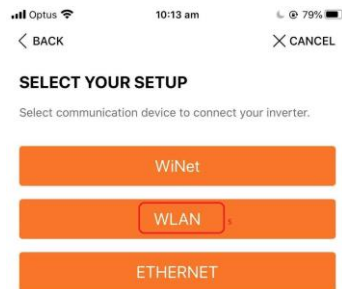 Optus 10:13 am 79%
BACK CANCEL
SELECT YOUR SETUP
Select communication device to connect your inverter.
WiNet
WLAN
ETHERNET